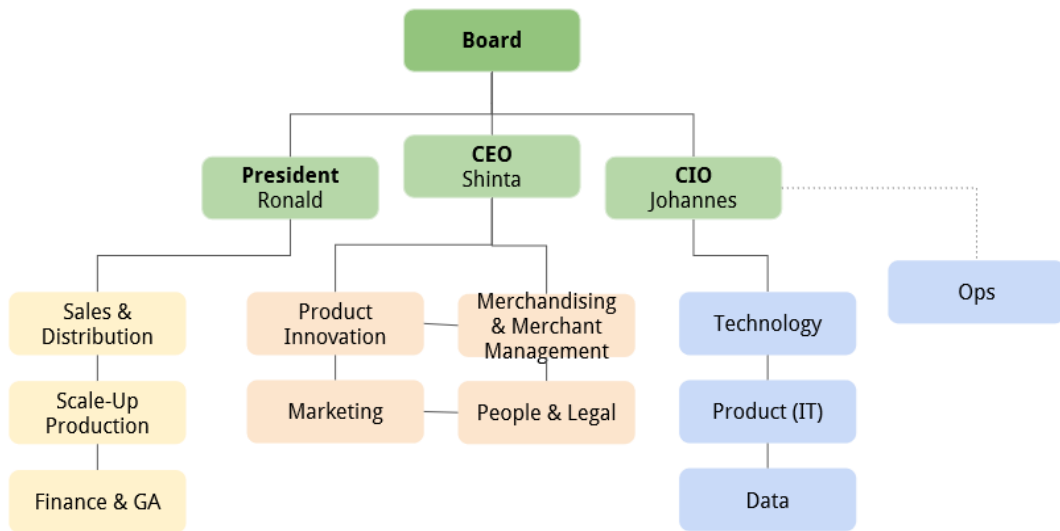 Board
President
Ronald
CEO
Shinta
CIO
Johannes
Ops
Sales &
Distribution
Product
Innovation
Merchandising
& Merchant
Management
Technology
Scale-Up
Production
Marketing
People & Legal
Product (IT)
Finance & GA
Data